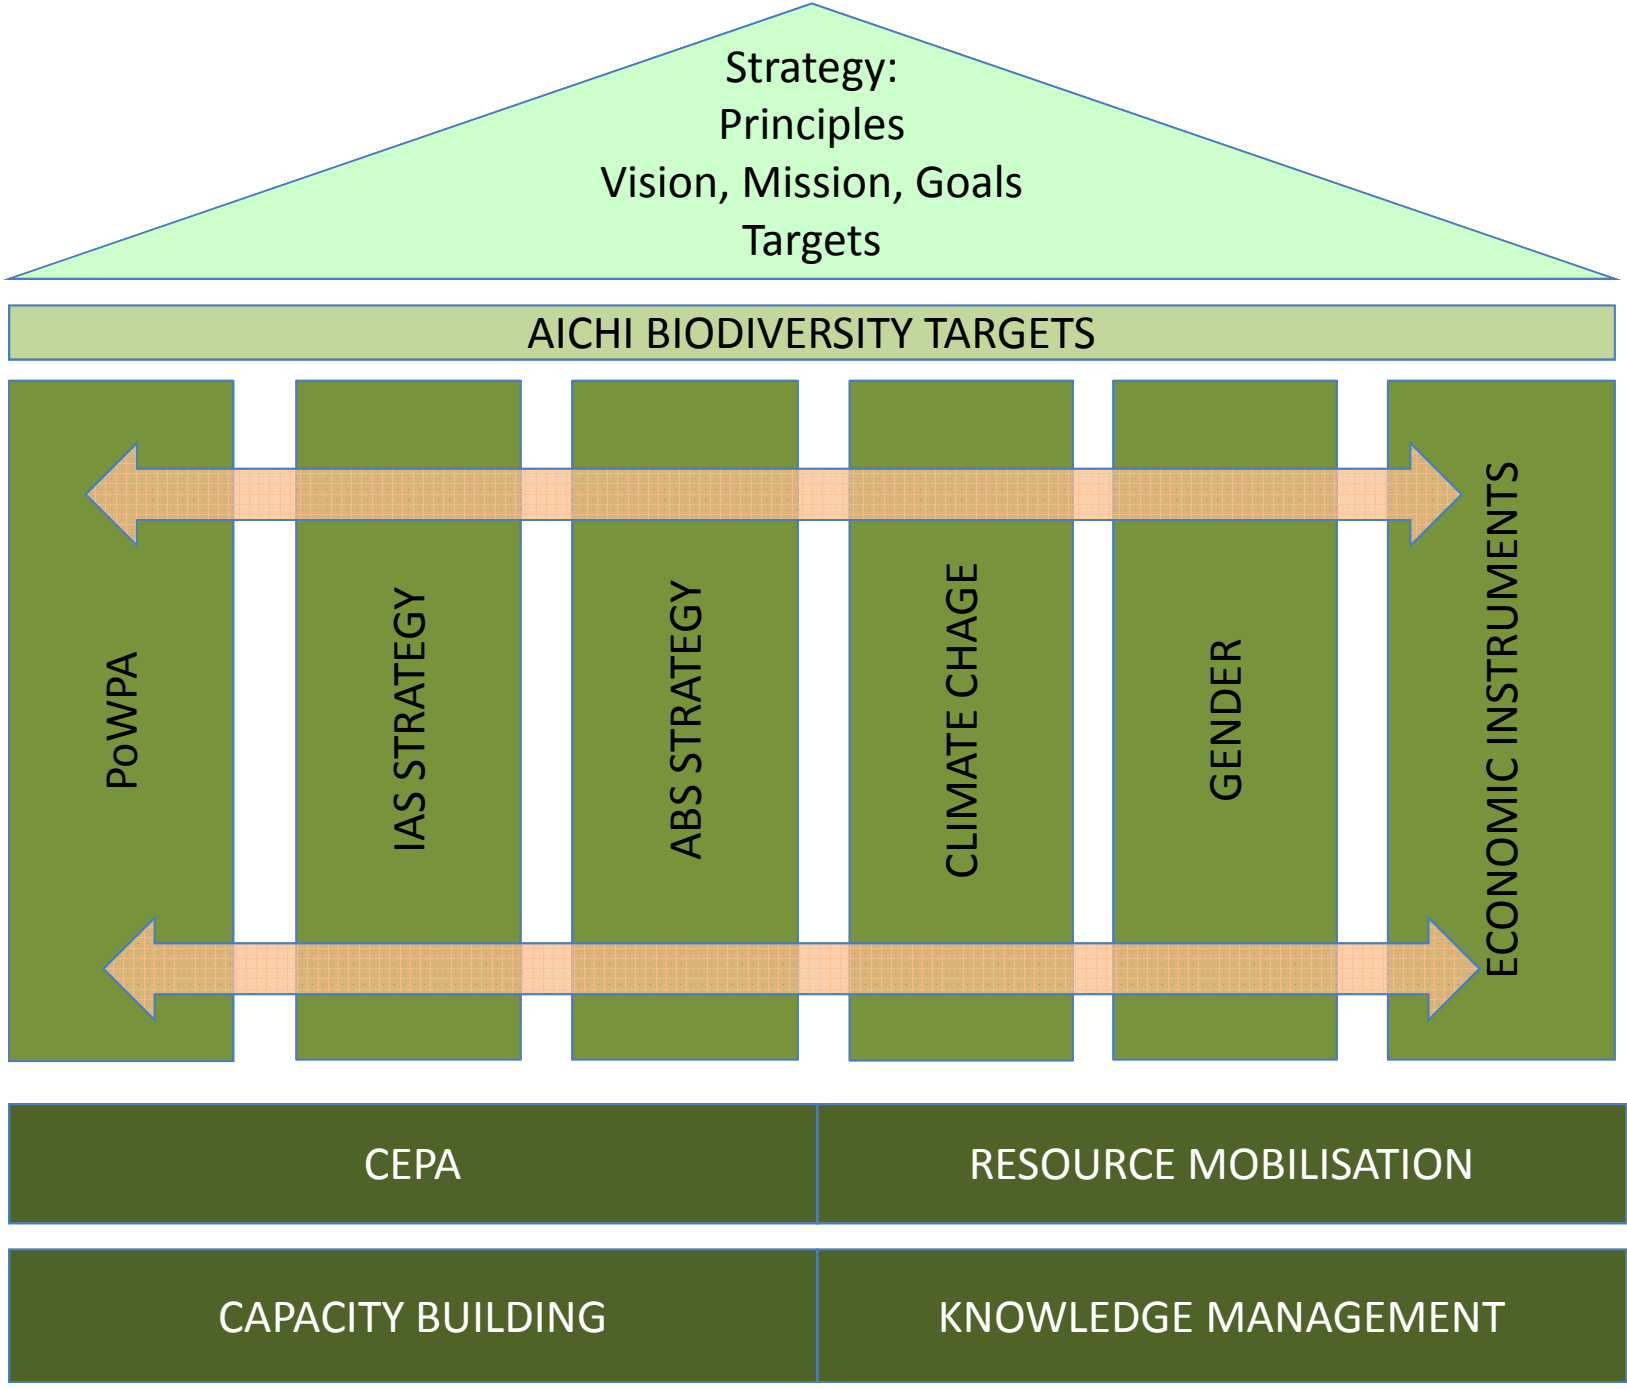 Strategy:
Principles
Vision, Mission, Goals
Targets
AICHI BIODIVERSITY TARGETS
PoWPA
IAS STRATEGY
ABS STRATEGY
CLIMATE CHAGE
GENDER
ECONOMIC INSTRUMENTS
CEPA
RESOURCE MOBILISATION
CAPACITY BUILDING
KNOWLEDGE MANAGEMENT